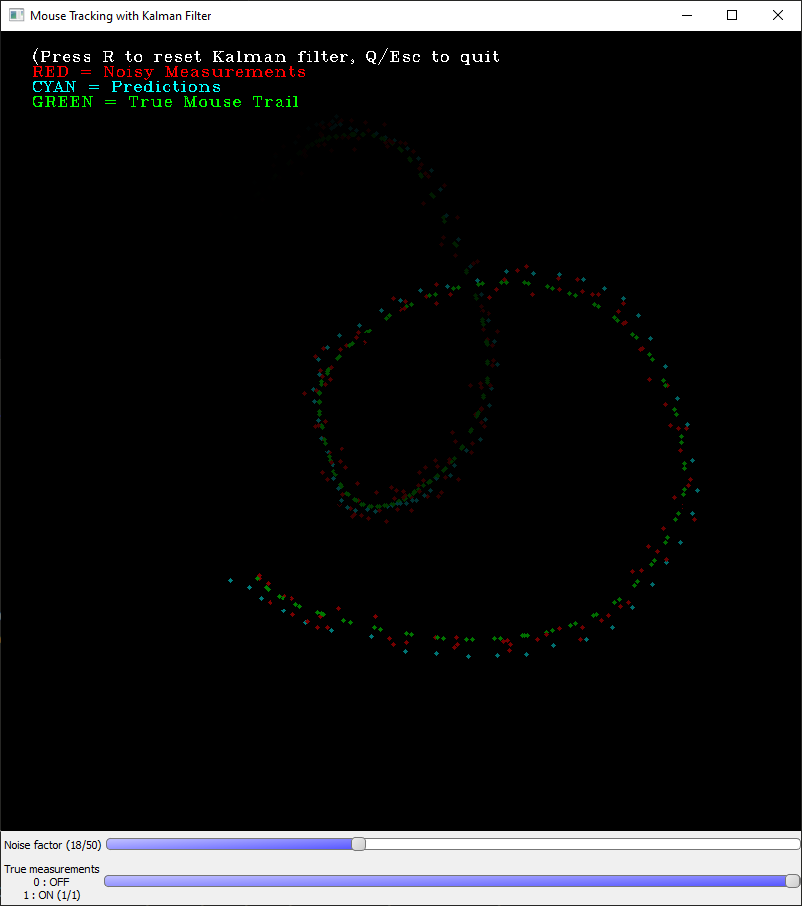 Mouse Tracking with Kalman Filter
(Press R to reset Kalman filter, Q/Esc to quit
RED = Noisy Measurements
CYAN = Predictions
GREEN = True Mouse Trail
Noise factor (18/50)
True measurements
0 : OFF
1 : ON (1/1)